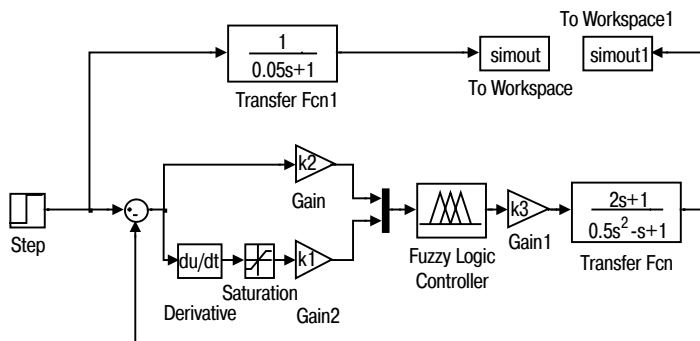 To Workspace1
1
0.05s+1
Transfer Fcn1
simout
To Workspace
simout1
Step
+
-
k2
Gain
du/dt
Derivative
Saturation
k1
Gain2
Fuzzy Logic
Controller
k3
Gain1
2s+1
0.5s²-s+1
Transfer Fcn